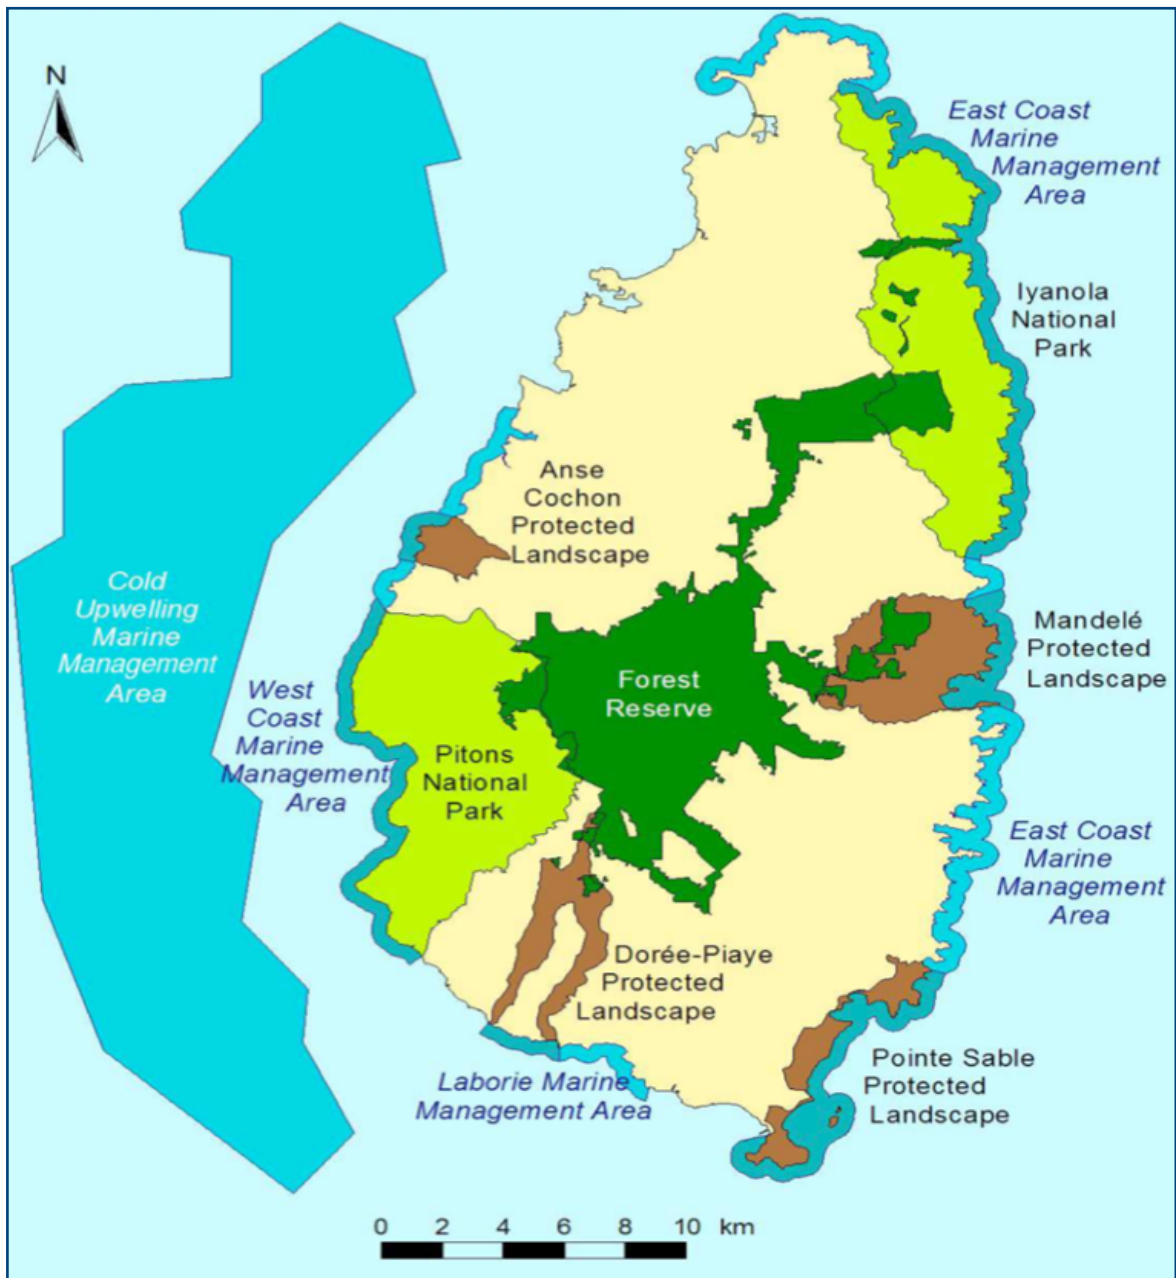 N
East Coast
Marine
Management
Area
Iyanola
National
Park
Anse
Cochon
Protected
Landscape
Cold
Upwelling
Marine
Management
Area
Mandelé
Protected
Landscape
Forest
Reserve
West
Coast
Marine
Management
Area
Pitons
National
Park
East Coast
Marine
Management
Area
Dorée-Piaye
Protected
Landscape
Pointe Sable
Protected
Landscape
Laborie Marine
Management Area
0 2 4 6 8 10 km